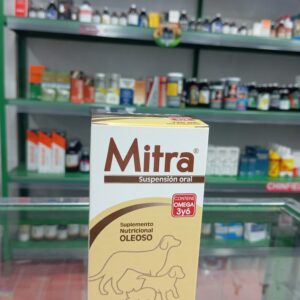 Mitra®
Suspensión oral
CONTIENE
OMEGA
3y6
Suplemento
Nutricional
OLEOSO